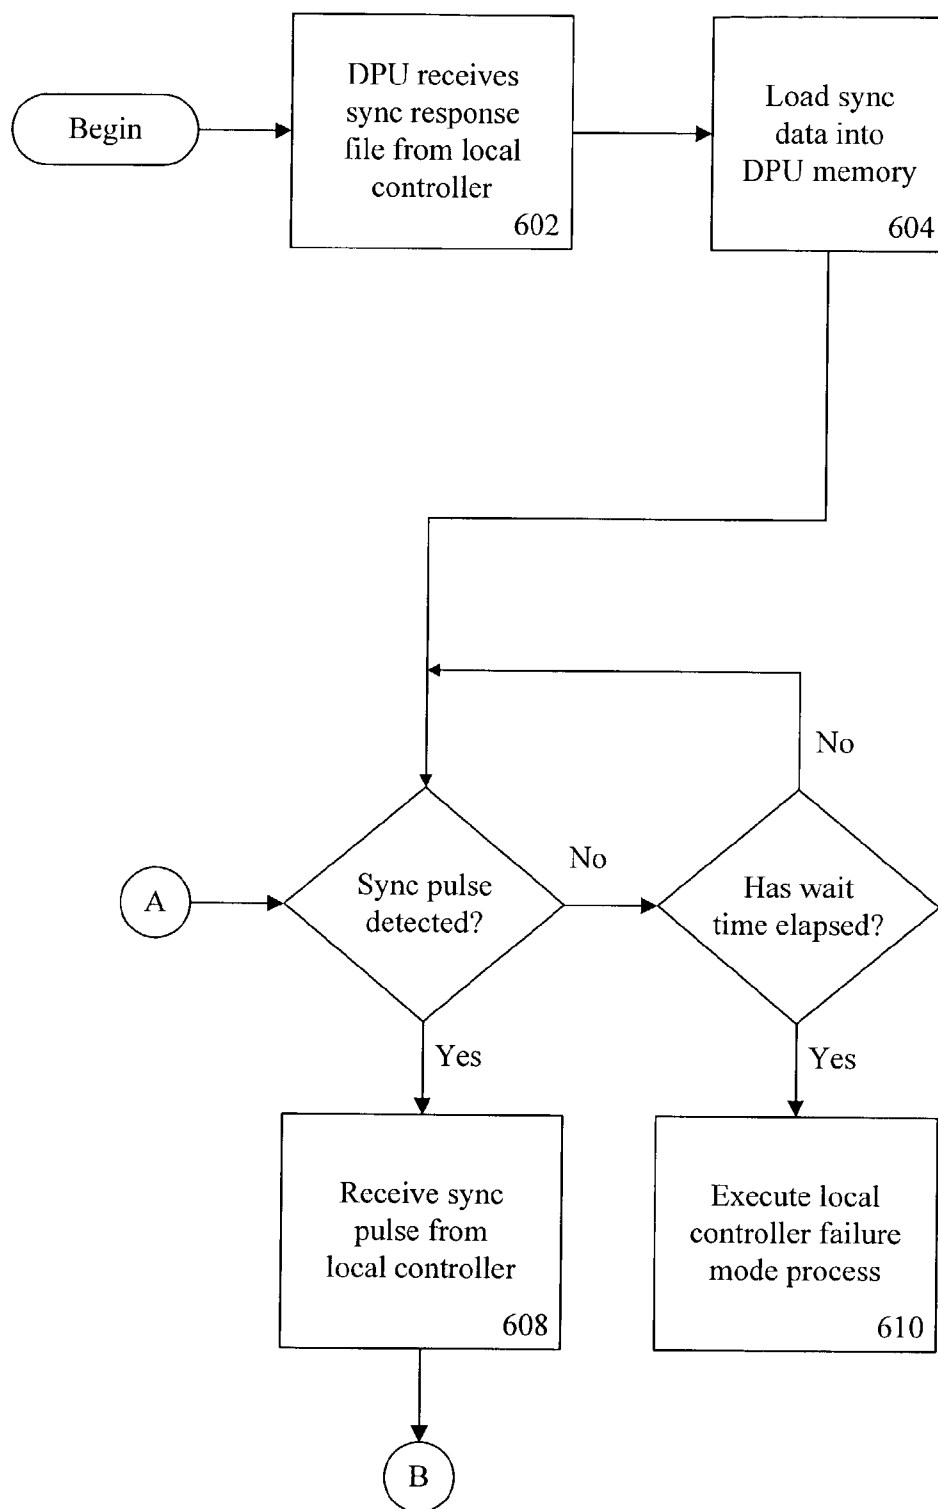 Begin
DPU receives
sync response
file from local
controller
602
Load sync
data into
DPU memory
604
No
A
Sync pulse
detected?
No
Has wait
time elapsed?
Yes
Yes
Receive sync
pulse from
local controller
608
Execute local
controller failure
mode process
610
B